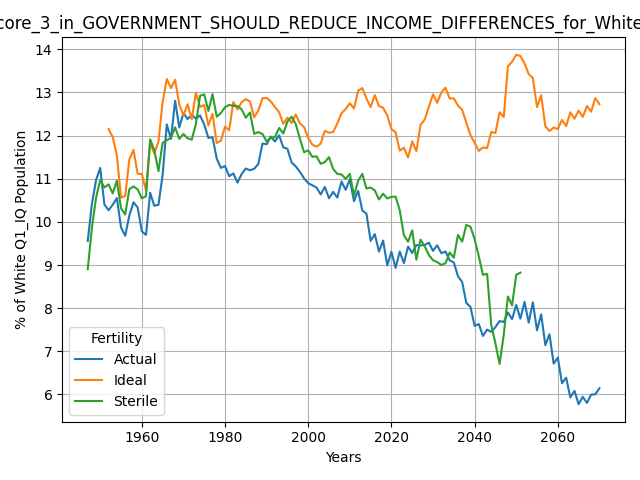 core_3_in_GOVERNMENT_SHOULD_REDUCE_INCOME_DIFFERENCES_for_White
14
13
12
11
10
9
8
7
6
% of White Q1_IQ Population
Fertility
Actual
Ideal
Sterile
1960
1980
2000
2020
2040
2060
Years